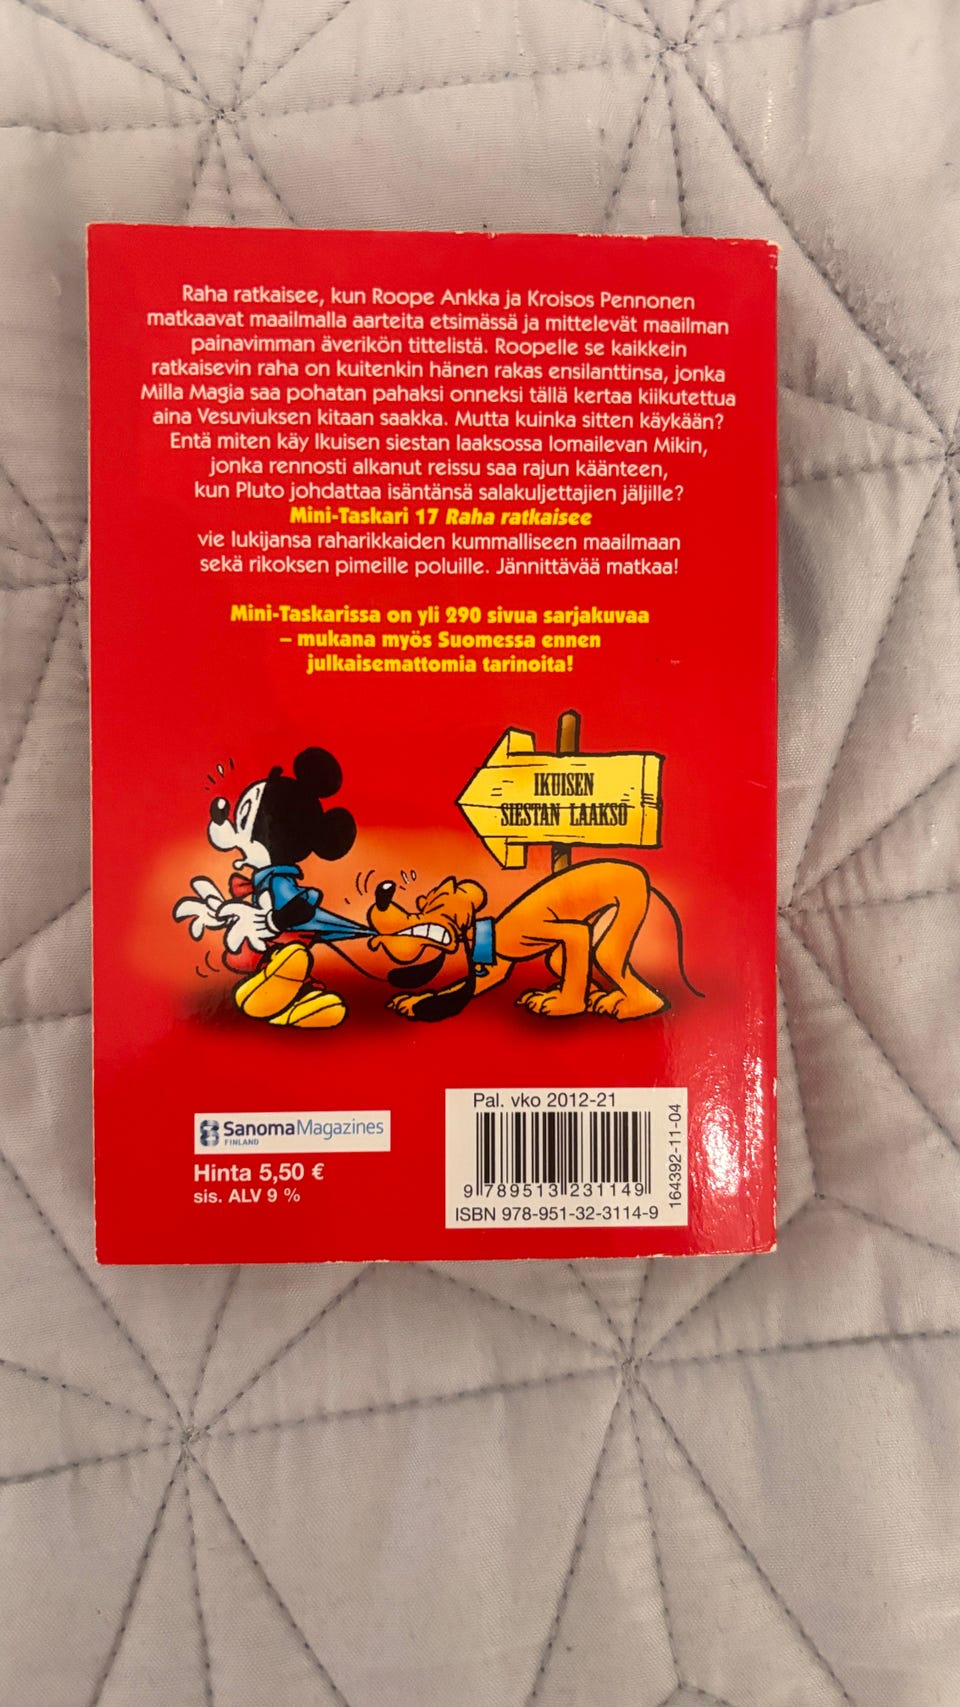 Raha ratkaisee, kun Roope Ankka ja Kroisos Pennonen
matkaavat maailmalla aarteita etsimässä ja mittelevät maailman
painavimman äverikön tittelistä. Roopelle se kaikkein
ratkaisevin raha on kuitenkin hänen rakas ensilanttinsa, jonka
Milla Magia saa pohatan pahaksi onneksi tällä kertaa kiikutettua
aina Vesuviuksen kitaan saakka. Mutta kuinka sitten käykään?
Entä miten käy Ikuisen siestan laaksossa lomailevan Mikin,
jonka rennosti alkanut reissu saa rajun käänteen,
kun Pluto johdattaa isäntänsä salakuljettajien jäljille?
Mini-Taskari 17 Raha ratkaisee
vie lukijansa raharikkaiden kummalliseen maailmaan
sekä rikoksen pimeille poluille. Jännittävää matkaa!
Mini-Taskarissa on yli 290 sivua sarjakuvaa
– mukana myös Suomessa ennen
julkaisemattomia tarinoita!
IKUISEN
SIESTAN LAAKSO
SanomaMagazines
FINLAND
Hinta 5,50 €
sis. ALV 9 %
Pal. vko 2012-21
9 789513 231149
ISBN 978-951-32-3114-9
164392-11-04